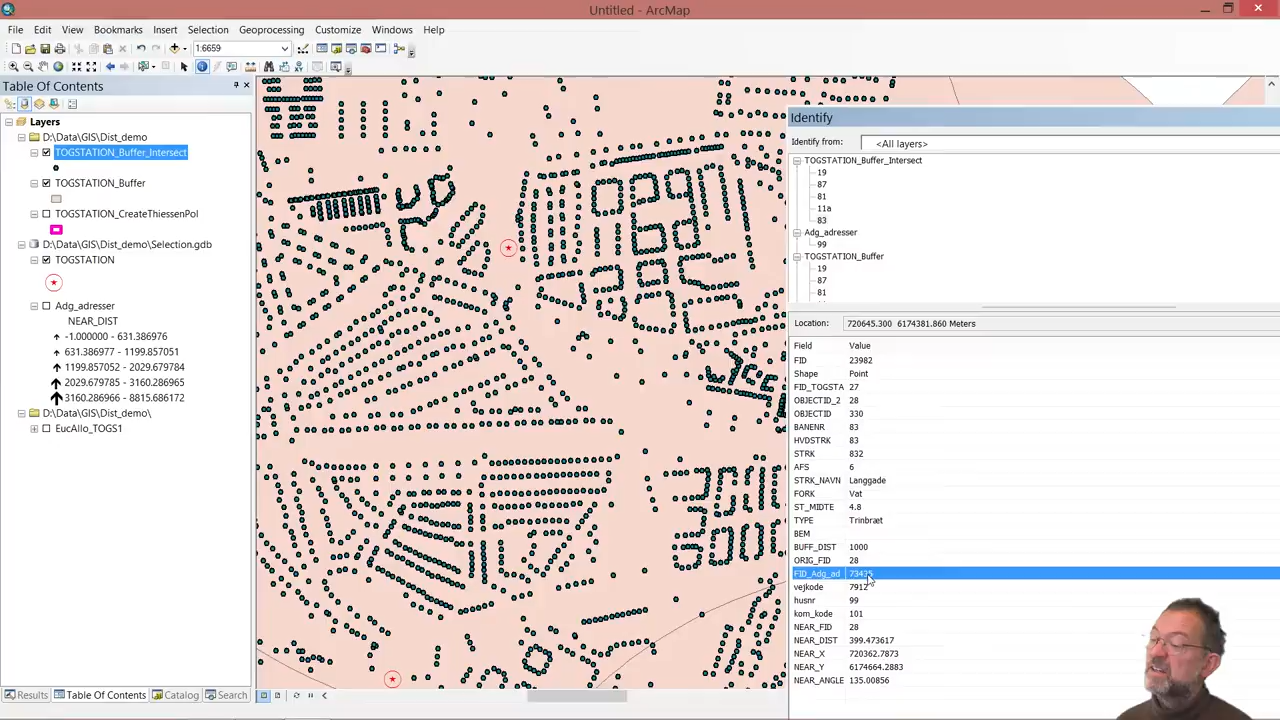 Untitled - ArcMap
File Edit View Bookmarks Insert Selection Geoprocessing Customize Windows Help
1:6659
Table Of Contents
Layers
D:\Data\GIS\Dist_demo
TOGSTATION_Buffer_Intersect
TOGSTATION_Buffer
TOGSTATION_CreateThiessenPol
D:\Data\GIS\Dist_demo\Selection.gdb
TOGSTATION
Adg_adresser
NEAR_DIST
-1.000000 - 631.386976
631.386977 - 1199.857051
1199.857052 - 2029.679784
2029.679785 - 3160.286965
3160.286966 - 8815.686172
D:\Data\GIS\Dist_demo\
EucAllo_TOGS1
Results Table Of Contents Catalog Search
Identify
Identify from: <All layers>
TOGSTATION_Buffer_Intersect
19
87
81
11a
83
Adg_adresser
99
TOGSTATION_Buffer
19
87
81
Location: 720645.300 6174381.860 Meters
Field Value
FID 23982
Shape Point
FID_TOGSTA 27
OBJECTID_2 28
OBJECTID 330
BANENR 83
HVDSTRK 83
STRK 832
AFS 6
STRK_NAVN Langgade
FORK Vat
ST_MIDTE 4.8
TYPE Trinbræt
BEM
BUFF_DIST 1000
ORIG_FID 28
FID_Adg_ad 73435
vejkode 7912
husnr 99
kom_kode 101
NEAR_FID 28
NEAR_DIST 399.473617
NEAR_X 720362.7873
NEAR_Y 6174664.2883
NEAR_ANGLE 135.00856